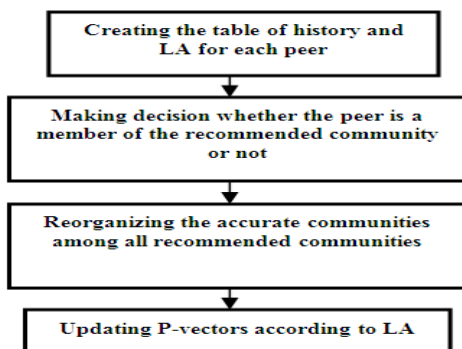 Creating the table of history and
LA for each peer
Making decision whether the peer is a
member of the recommended community
or not
Reorganizing the accurate communities
among all recommended communities
Updating P-vectors according to LA